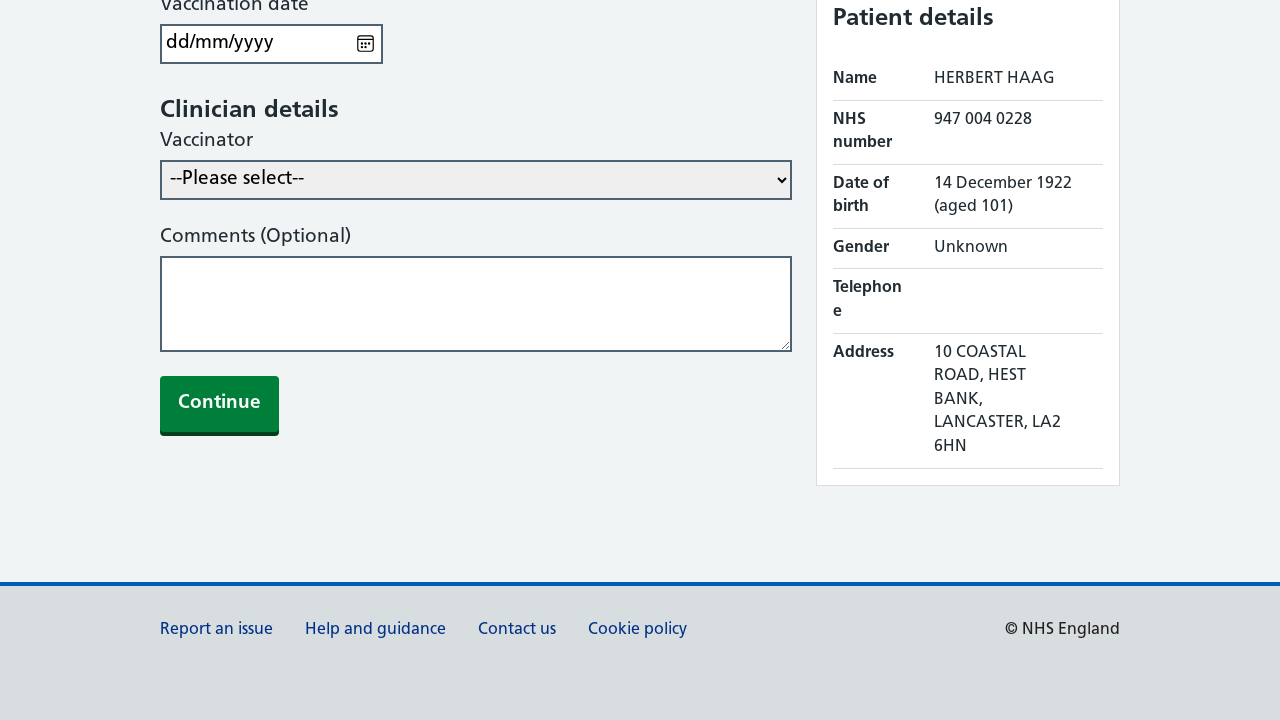 Vaccination date
dd/mm/yyyy
Clinician details
Vaccinator
--Please select--
Comments (Optional)
Continue
Patient details
Name HERBERT HAAG
NHS 947 004 0228
number
Date of 14 December 1922
birth (aged 101)
Gender Unknown
Telephon
e
Address 10 COASTAL
ROAD, HEST
BANK,
LANCASTER, LA2
6HN
Report an issue Help and guidance Contact us Cookie policy © NHS England